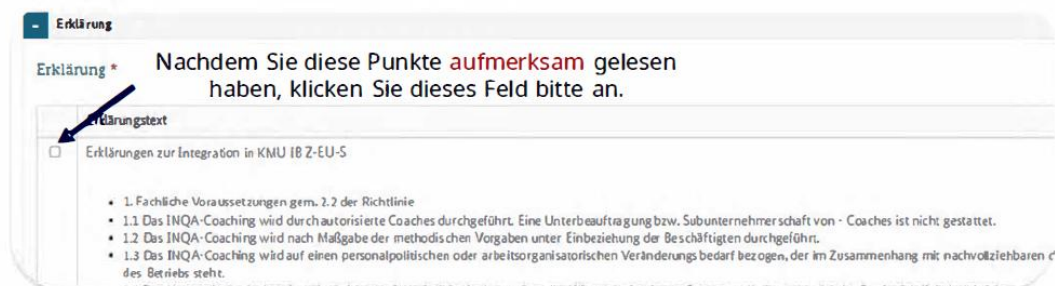 - Erklärung
Erklärung *
Nachdem Sie diese Punkte aufmerksam gelesen
haben, klicken Sie dieses Feld bitte an.
Erklärungstext
Erklärungen zur Integration in KMU IB Z-EU-S
• 1. Fachliche Voraussetzungen gem. 2.2 der Richtlinie
• 1.1 Das INQA-Coaching wird durch autorisierte Coaches durchgeführt. Eine Unterbeauftragung bzw. Subunternehmerschaft von - Coaches ist nicht gestattet.
• 1.2 Das INQA-Coaching wird nach Maßgabe der methodischen Vorgaben unter Einbeziehung der Beschäftigten durchgeführt.
• 1.3 Das INQA-Coaching wird auf einen personalpolitischen oder arbeitsorganisatorischen Veränderungsbedarf bezogen, der im Zusammenhang mit nachvollziehbaren
des Betriebs steht.